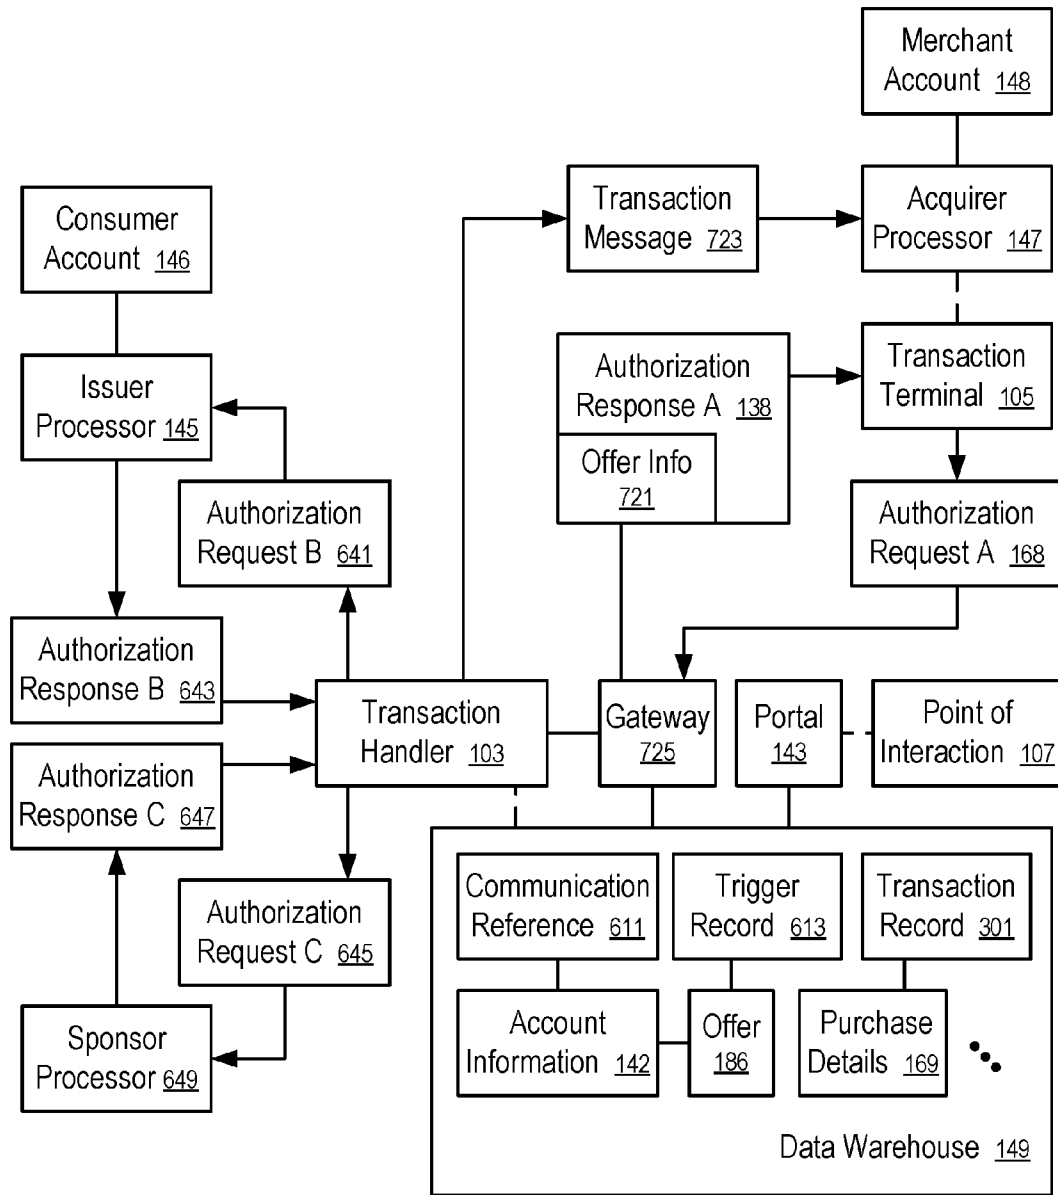 Merchant
Account 148
Transaction
Message 723
Acquirer
Processor 147
Consumer
Account 146
Authorization
Response A 138
Offer Info
721
Transaction
Terminal 105
Issuer
Processor 145
Authorization
Request B 641
Authorization
Request A 168
Authorization
Response B 643
Transaction
Handler 103
Gateway
725
Portal
143
Point of
Interaction 107
Authorization
Response C 647
Communication
Reference 611
Trigger
Record 613
Transaction
Record 301
Authorization
Request C 645
Account
Information 142
Offer
186
Purchase
Details 169
Sponsor
Processor 649
Data Warehouse 149